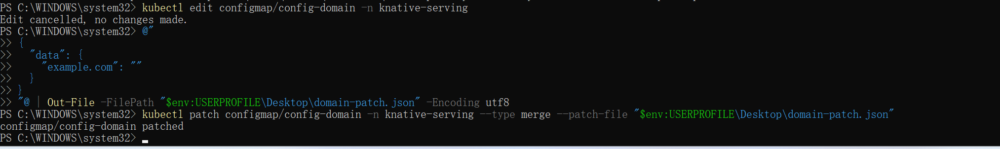 PS C:\WINDOWS\system32> kubectl edit configmap/config-domain -n knative-serving
Edit cancelled, no changes made.
PS C:\WINDOWS\system32> @"
>> {
>>   "data": {
>>     "example.com": ""
>>   }
>> }
>> "@ | Out-File -FilePath "$env:USERPROFILE\Desktop\domain-patch.json" -Encoding utf8
PS C:\WINDOWS\system32> kubectl patch configmap/config-domain -n knative-serving --type merge --patch-file "$env:USERPROFILE\Desktop\domain-patch.json"
configmap/config-domain patched
PS C:\WINDOWS\system32>